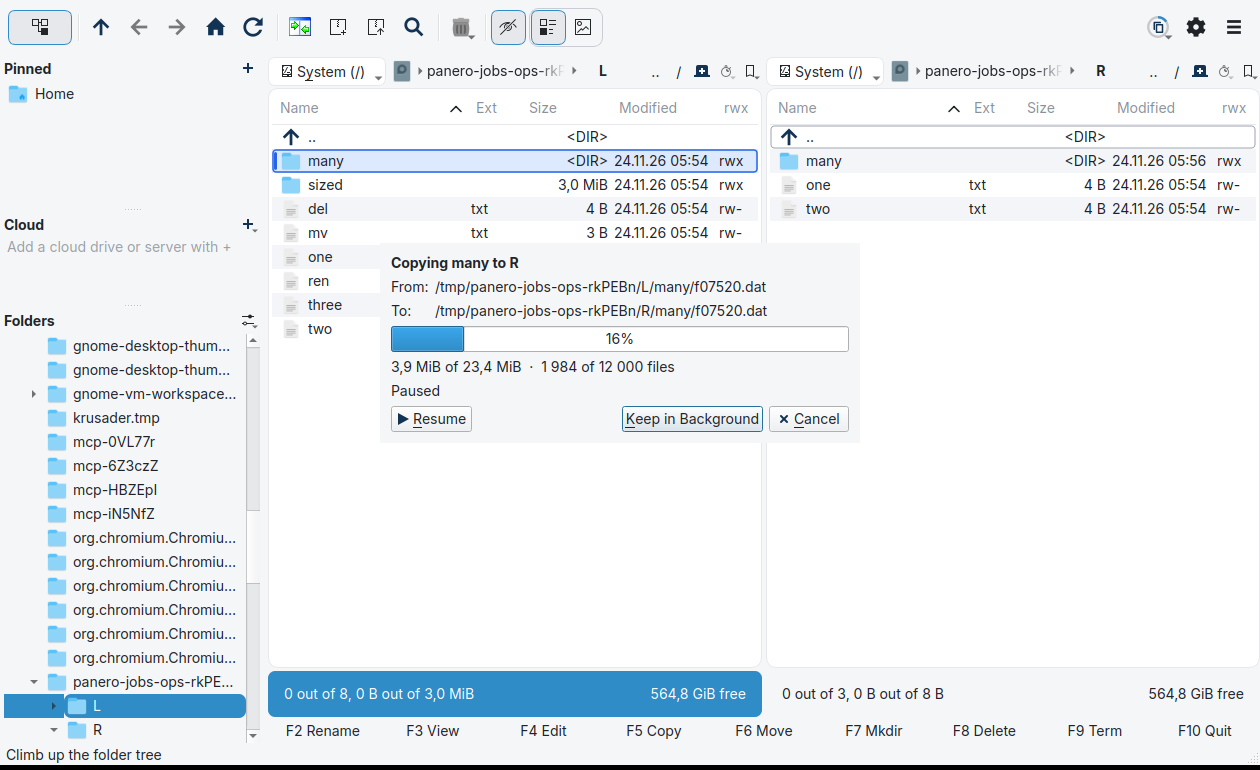 System (/)
panero-jobs-ops-rkP
L
..
/
System (/)
panero-jobs-ops-rkP
R
..
/
Pinned
+
Home
Cloud
+
Add a cloud drive or server with +
Folders
gnome-desktop-thum...
gnome-desktop-thum...
gnome-vm-workspace...
krusader.tmp
mcp-0VL77r
mcp-6Z3czZ
mcp-HBZEpI
mcp-iN5NfZ
org.chromium.Chromiu...
org.chromium.Chromiu...
org.chromium.Chromiu...
org.chromium.Chromiu...
org.chromium.Chromiu...
org.chromium.Chromiu...
panero-jobs-ops-rkPE...
L
R
Climb up the folder tree
Name Ext Size Modified rwx
.. <DIR>
many <DIR> 24.11.26 05:54 rwx
sized 3,0 MiB 24.11.26 05:54 rwx
del txt 4 B 24.11.26 05:54 rw-
mv txt 3 B 24.11.26 05:54 rw-
one
ren
three
two
Name Ext Size Modified rwx
.. <DIR>
many <DIR> 24.11.26 05:56 rwx
one txt 4 B 24.11.26 05:54 rw-
two txt 4 B 24.11.26 05:54 rw-
Copying many to R
From: /tmp/panero-jobs-ops-rkPEBn/L/many/f07520.dat
To: /tmp/panero-jobs-ops-rkPEBn/R/many/f07520.dat
16%
3,9 MiB of 23,4 MiB · 1 984 of 12 000 files
Paused
Resume Keep in Background Cancel
0 out of 8, 0 B out of 3,0 MiB 564,8 GiB free
0 out of 3, 0 B out of 8 B 564,8 GiB free
F2 Rename F3 View F4 Edit F5 Copy F6 Move F7 Mkdir F8 Delete F9 Term F10 Quit